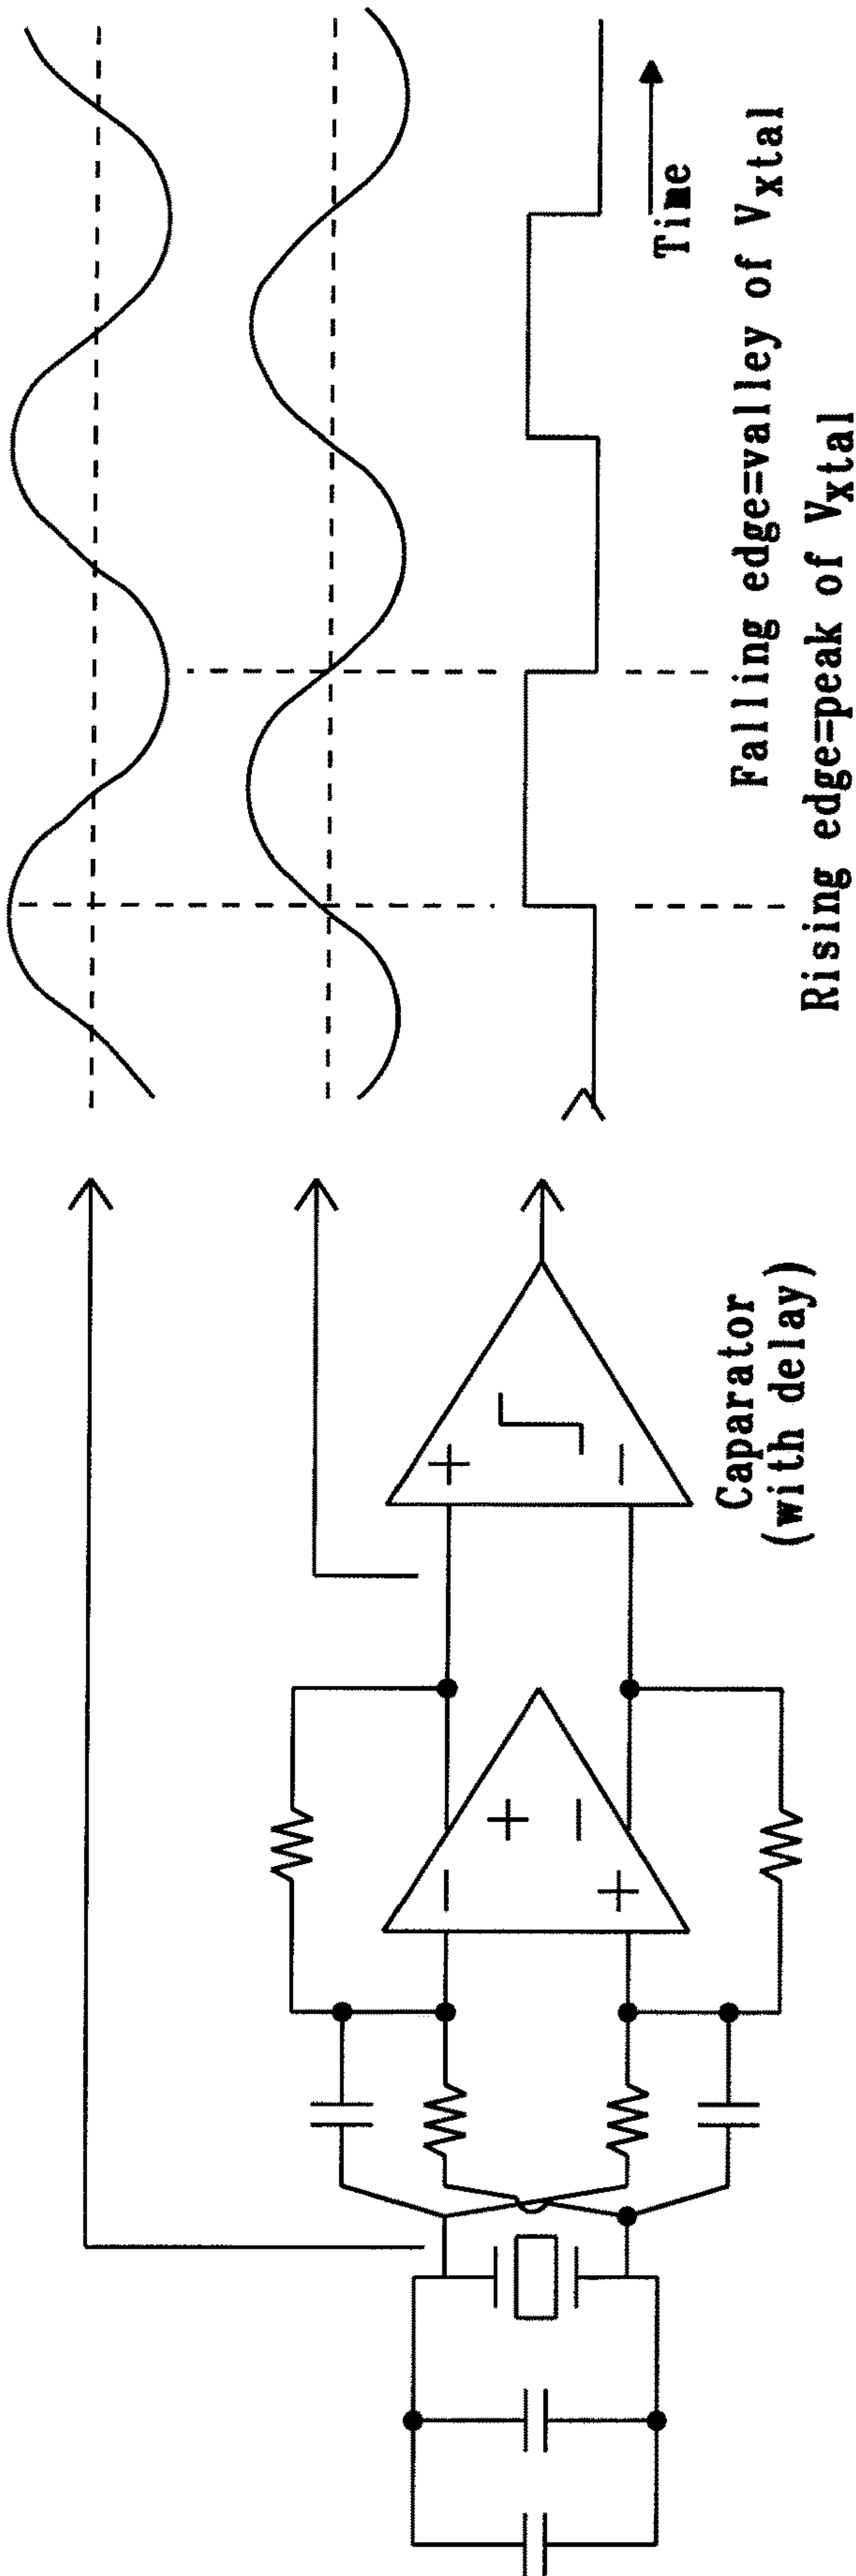 Time
Falling edge=valley of Vxtal
Rising edge=peak of Vxtal
Caparator
(with delay)
+
−
+
−
−
+